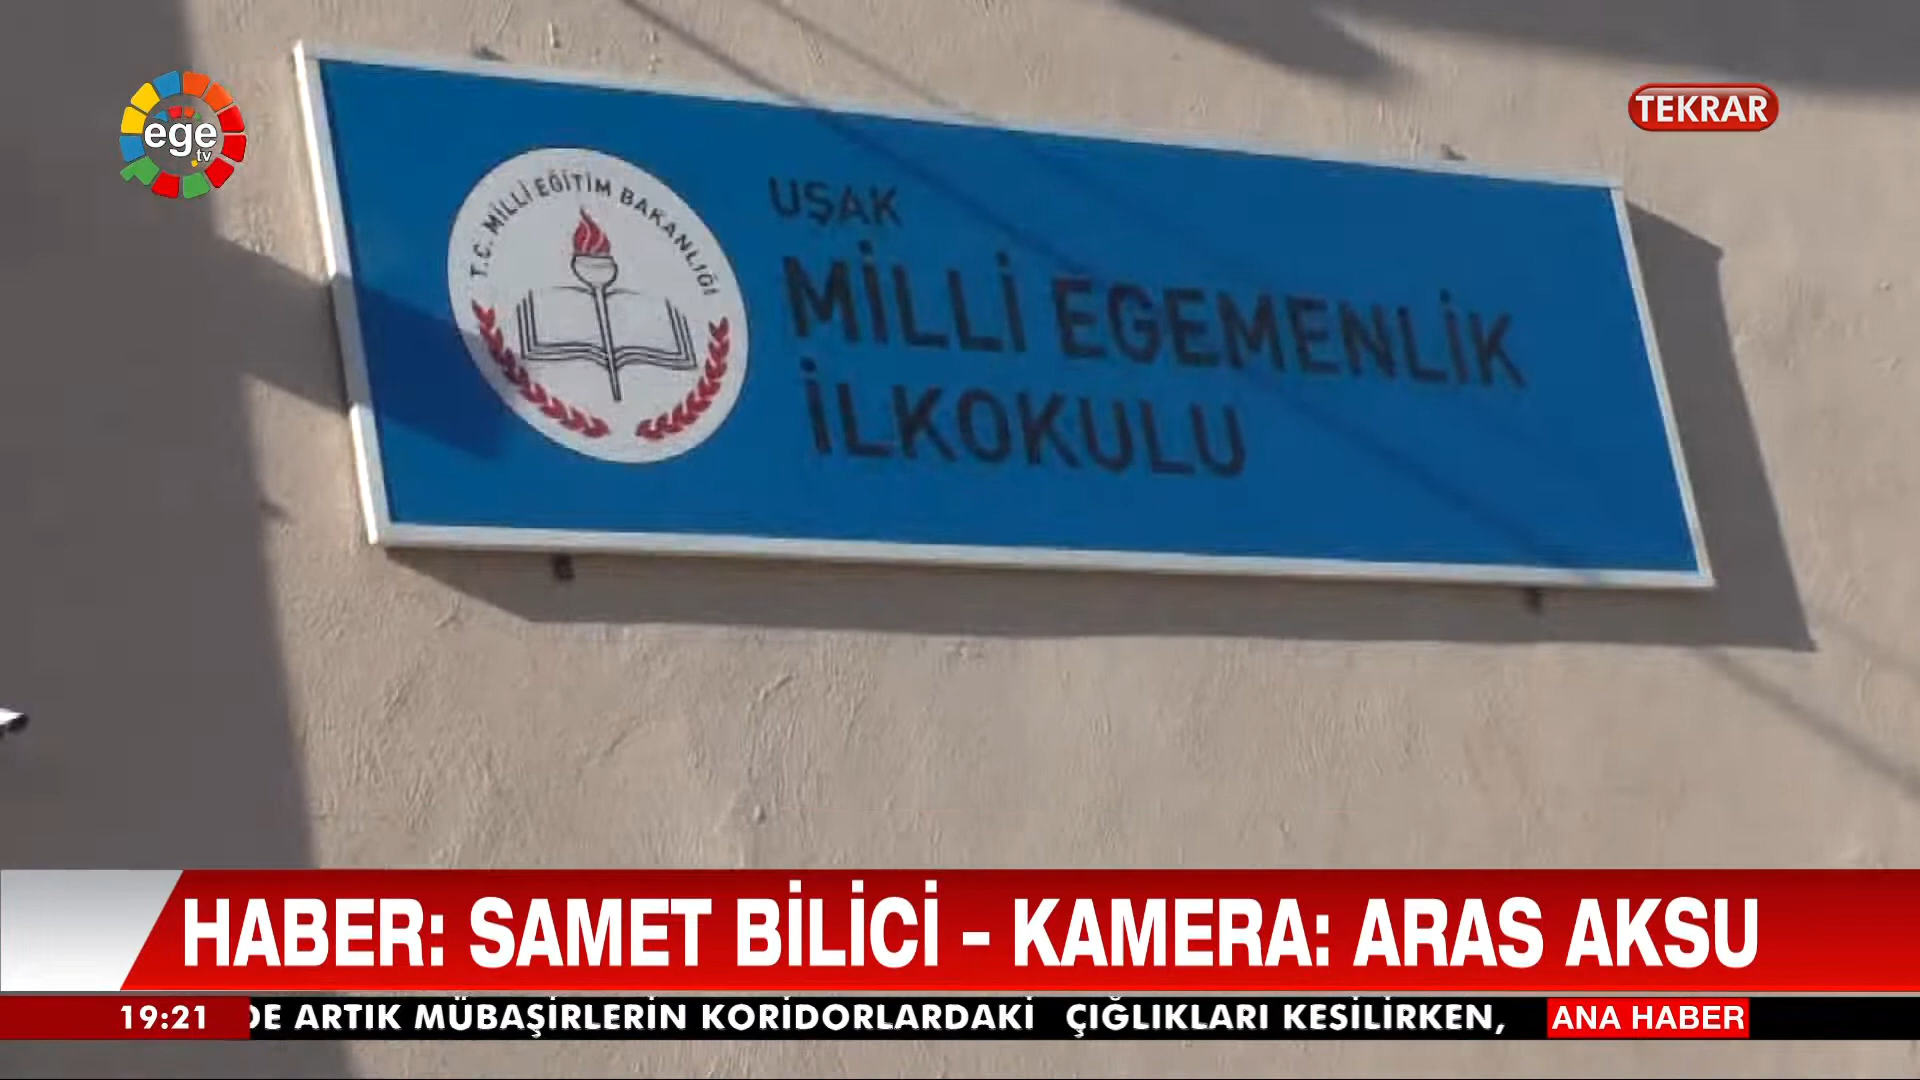 ege
tv
TEKRAR
T.C. MİLLİ EĞİTİM BAKANLIĞI
UŞAK
MİLLİ EGEMENLİK
İLKOKULU
HABER: SAMET BİLİCİ - KAMERA: ARAS AKSU
19:21 DE ARTIK MÜBAŞİRLERİN KORİDORLARDAKİ ÇIĞLIKLARI KESİLİRKEN, ANA HABER